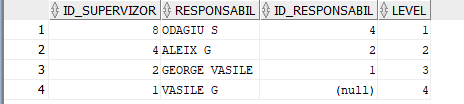 ID_SUPERVIZOR RESPONSABIL ID_RESPONSABIL LEVEL
1 8 ODAGIU S 4 1
2 4 ALEIX G 2 2
3 2 GEORGE VASILE 1 3
4 1 VASILE G (null) 4